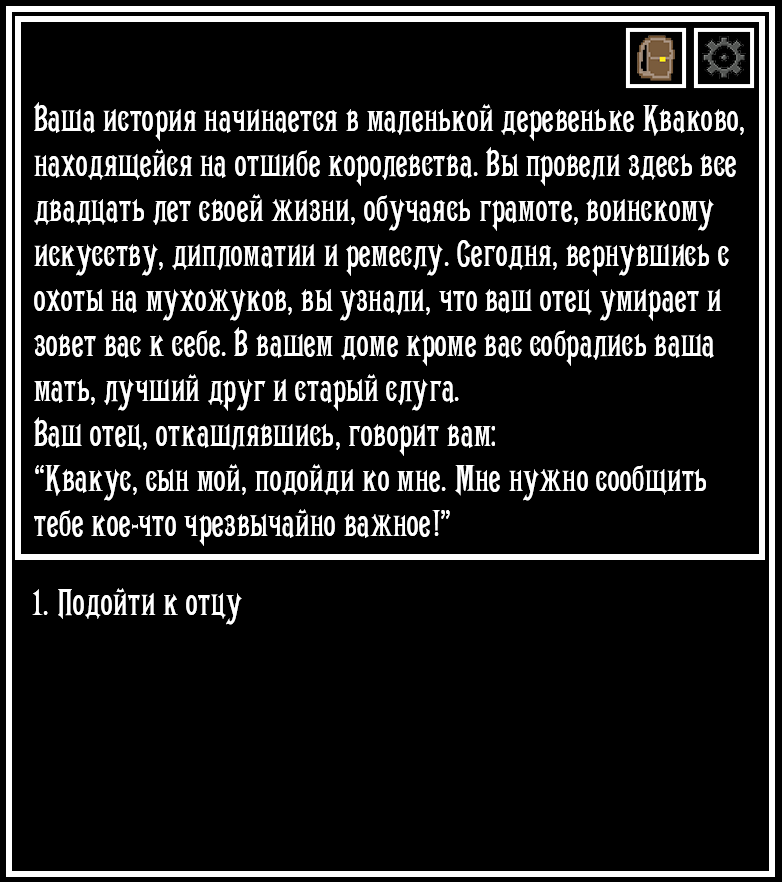 Ваша история начинается в маленькой деревеньке Кваково,
находящейся на отшибе королевства. Вы провели здесь все
двадцать лет своей жизни, обучаясь грамоте, воинскому
искусству, дипломатии и ремеслу. Сегодня, вернувшись с
охоты на мухожуков, вы узнали, что ваш отец умирает и
зовет вас к себе. В вашем доме кроме вас собрались ваша
мать, лучший друг и старый слуга.
Ваш отец, откашлявшись, говорит вам:
“Квакус, сын мой, подойди ко мне. Мне нужно сообщить
тебе кое-что чрезвычайно важное!”
1. Подойти к отцу